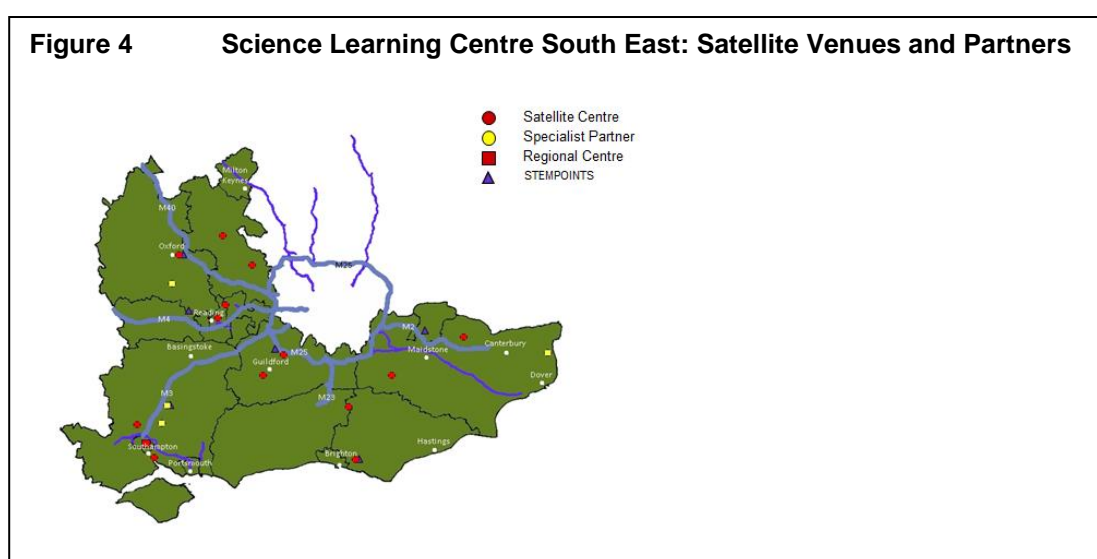 Figure 4 Science Learning Centre South East: Satellite Venues and Partners
Satellite Centre
Specialist Partner
Regional Centre
STEMPOINTS
Milton
Keynes
M40
Oxford
M25
M4
Reading
M2
Basingstoke
Maidstone
Canterbury
Guildford
M25
Dover
M3
M23
Hastings
Southampton
Brighton
Portsmouth